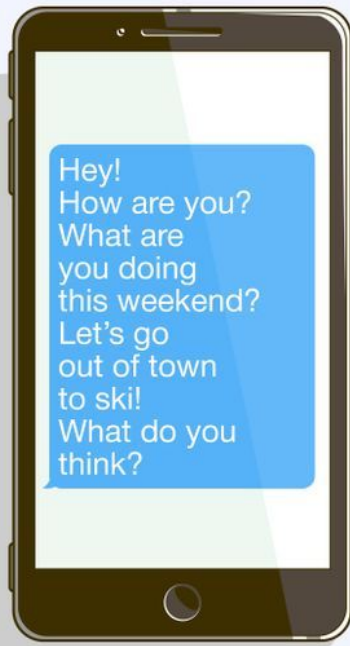 Hey!
How are you?
What are
you doing
this weekend?
Let's go
out of town
to ski!
What do you
think?